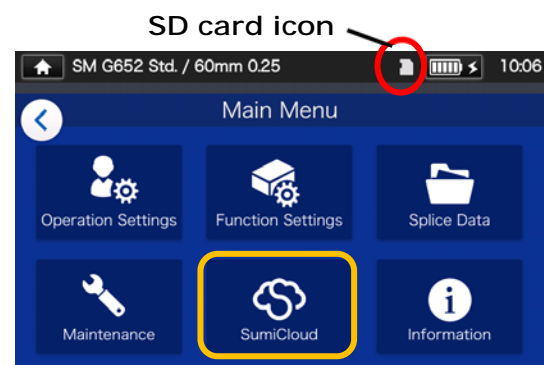 SD card icon
SM G652 Std. / 60mm 0.25 10:06
Main Menu
Operation Settings Function Settings Splice Data
Maintenance SumiCloud Information